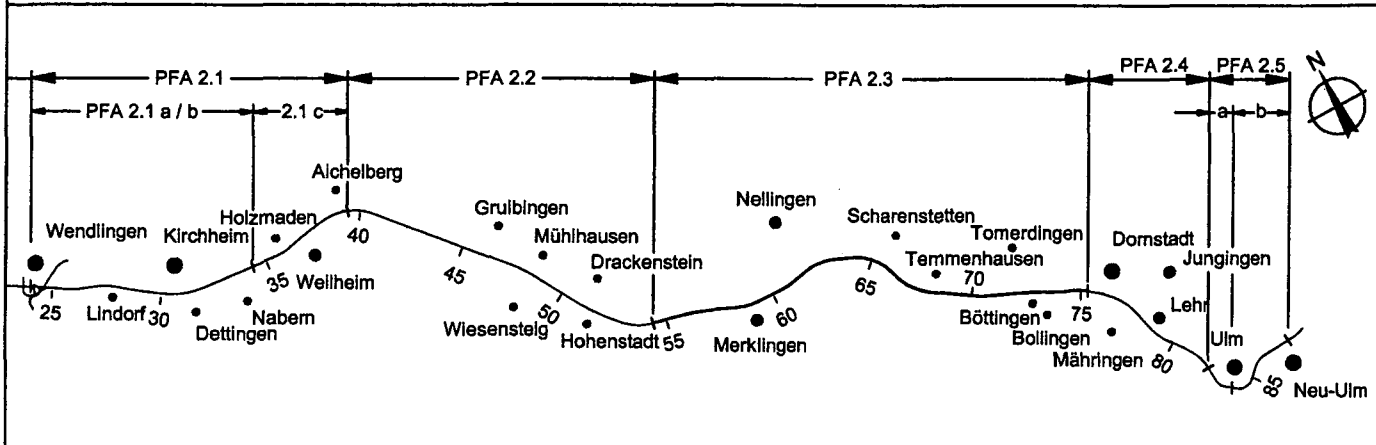 PFA 2.1
PFA 2.2
PFA 2.3
PFA 2.4
PFA 2.5
PFA 2.1 a / b
2.1 c
a
b
N
Aichelberg
Holzmaden
Wendlingen
Kirchheim
Weilheim
Lindorf
Dettingen
Nabern
Gruibingen
Mühlhausen
Drackenstein
Wiesensteig
Hohenstadt
Nellingen
Merklingen
Scharenstetten
Temmenhausen
Tomerdingen
Böttingen
Bollingen
Mähringen
Dornstadt
Jungingen
Lehr
Ulm
Neu-Ulm
25
30
35
40
45
50
55
60
65
70
75
80
85